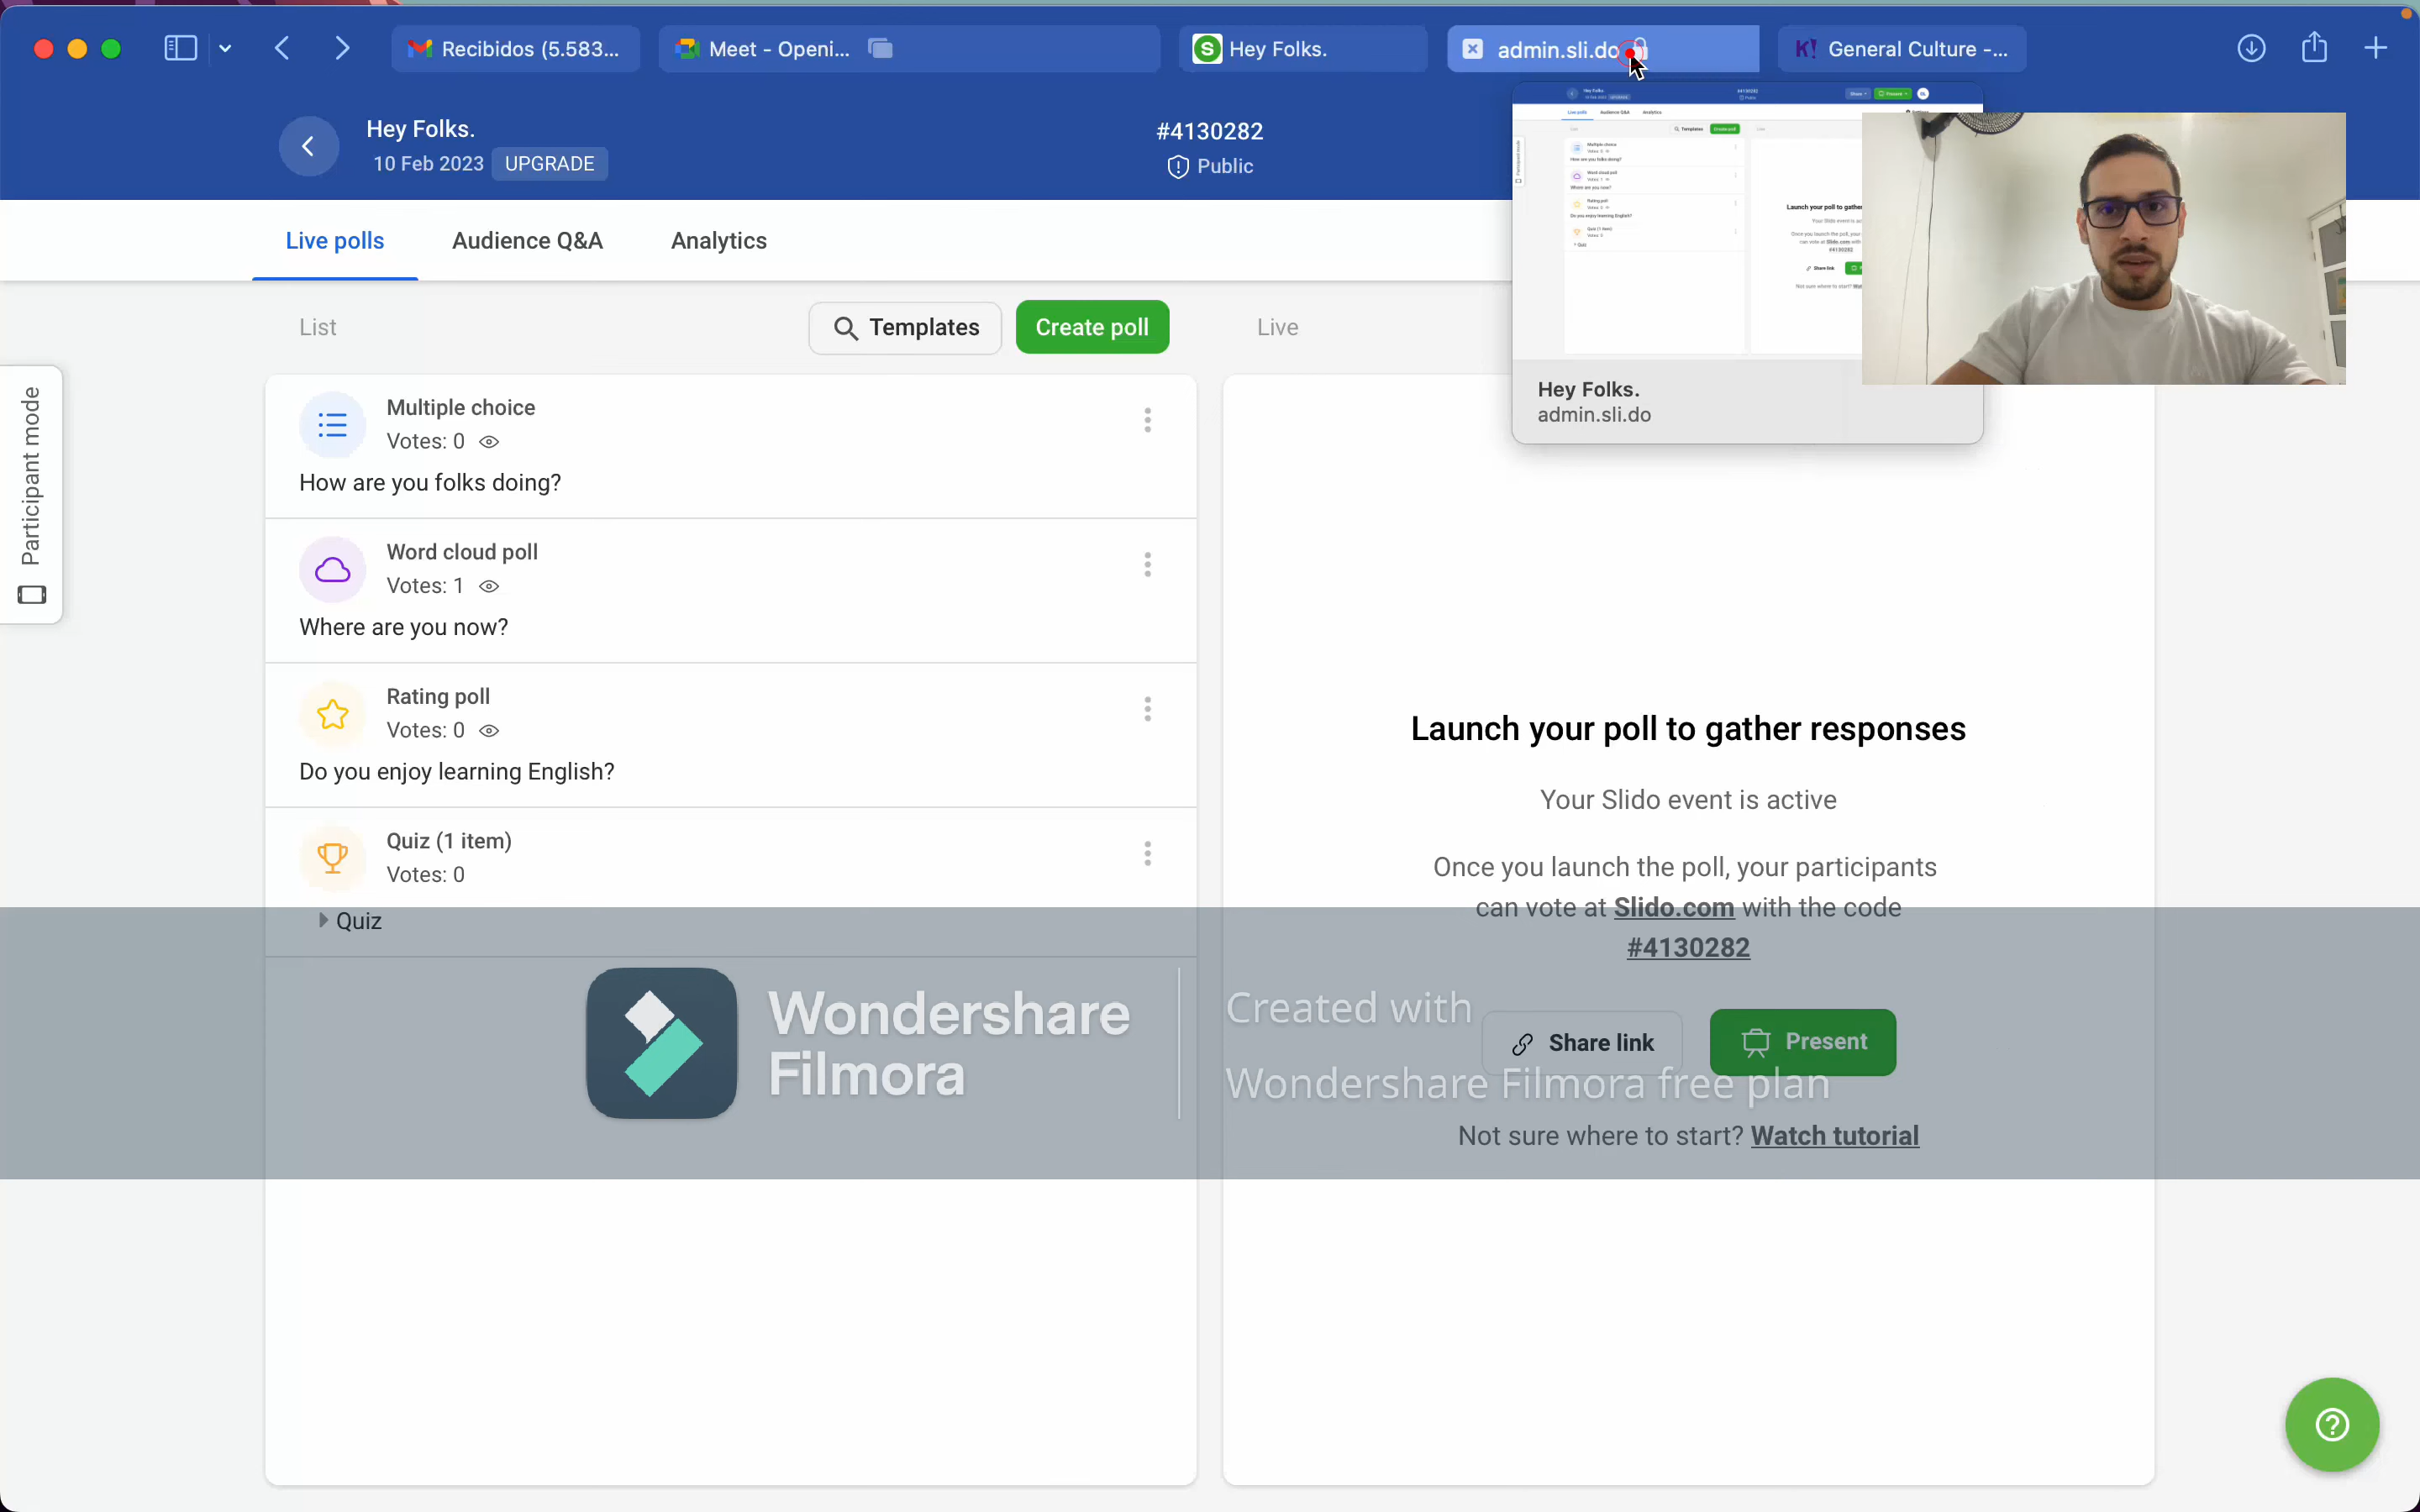 Recibidos (5.583...
Meet - Openi...
Hey Folks.
admin.sli.do
General Culture -...
Hey Folks.
10 Feb 2023 UPGRADE
#4130282
Public
Live polls
Audience Q&A
Analytics
List
Templates
Create poll
Live
Participant mode
Multiple choice
Votes: 0
How are you folks doing?
Word cloud poll
Votes: 1
Where are you now?
Rating poll
Votes: 0
Do you enjoy learning English?
Quiz (1 item)
Votes: 0
Quiz
Hey Folks.
admin.sli.do
Launch your poll to gather responses
Your Slido event is active
Once you launch the poll, your participants
can vote at Slido.com with the code
#4130282
Share link
Present
Not sure where to start? Watch tutorial
Wondershare
Filmora
Created with
Wondershare Filmora free plan